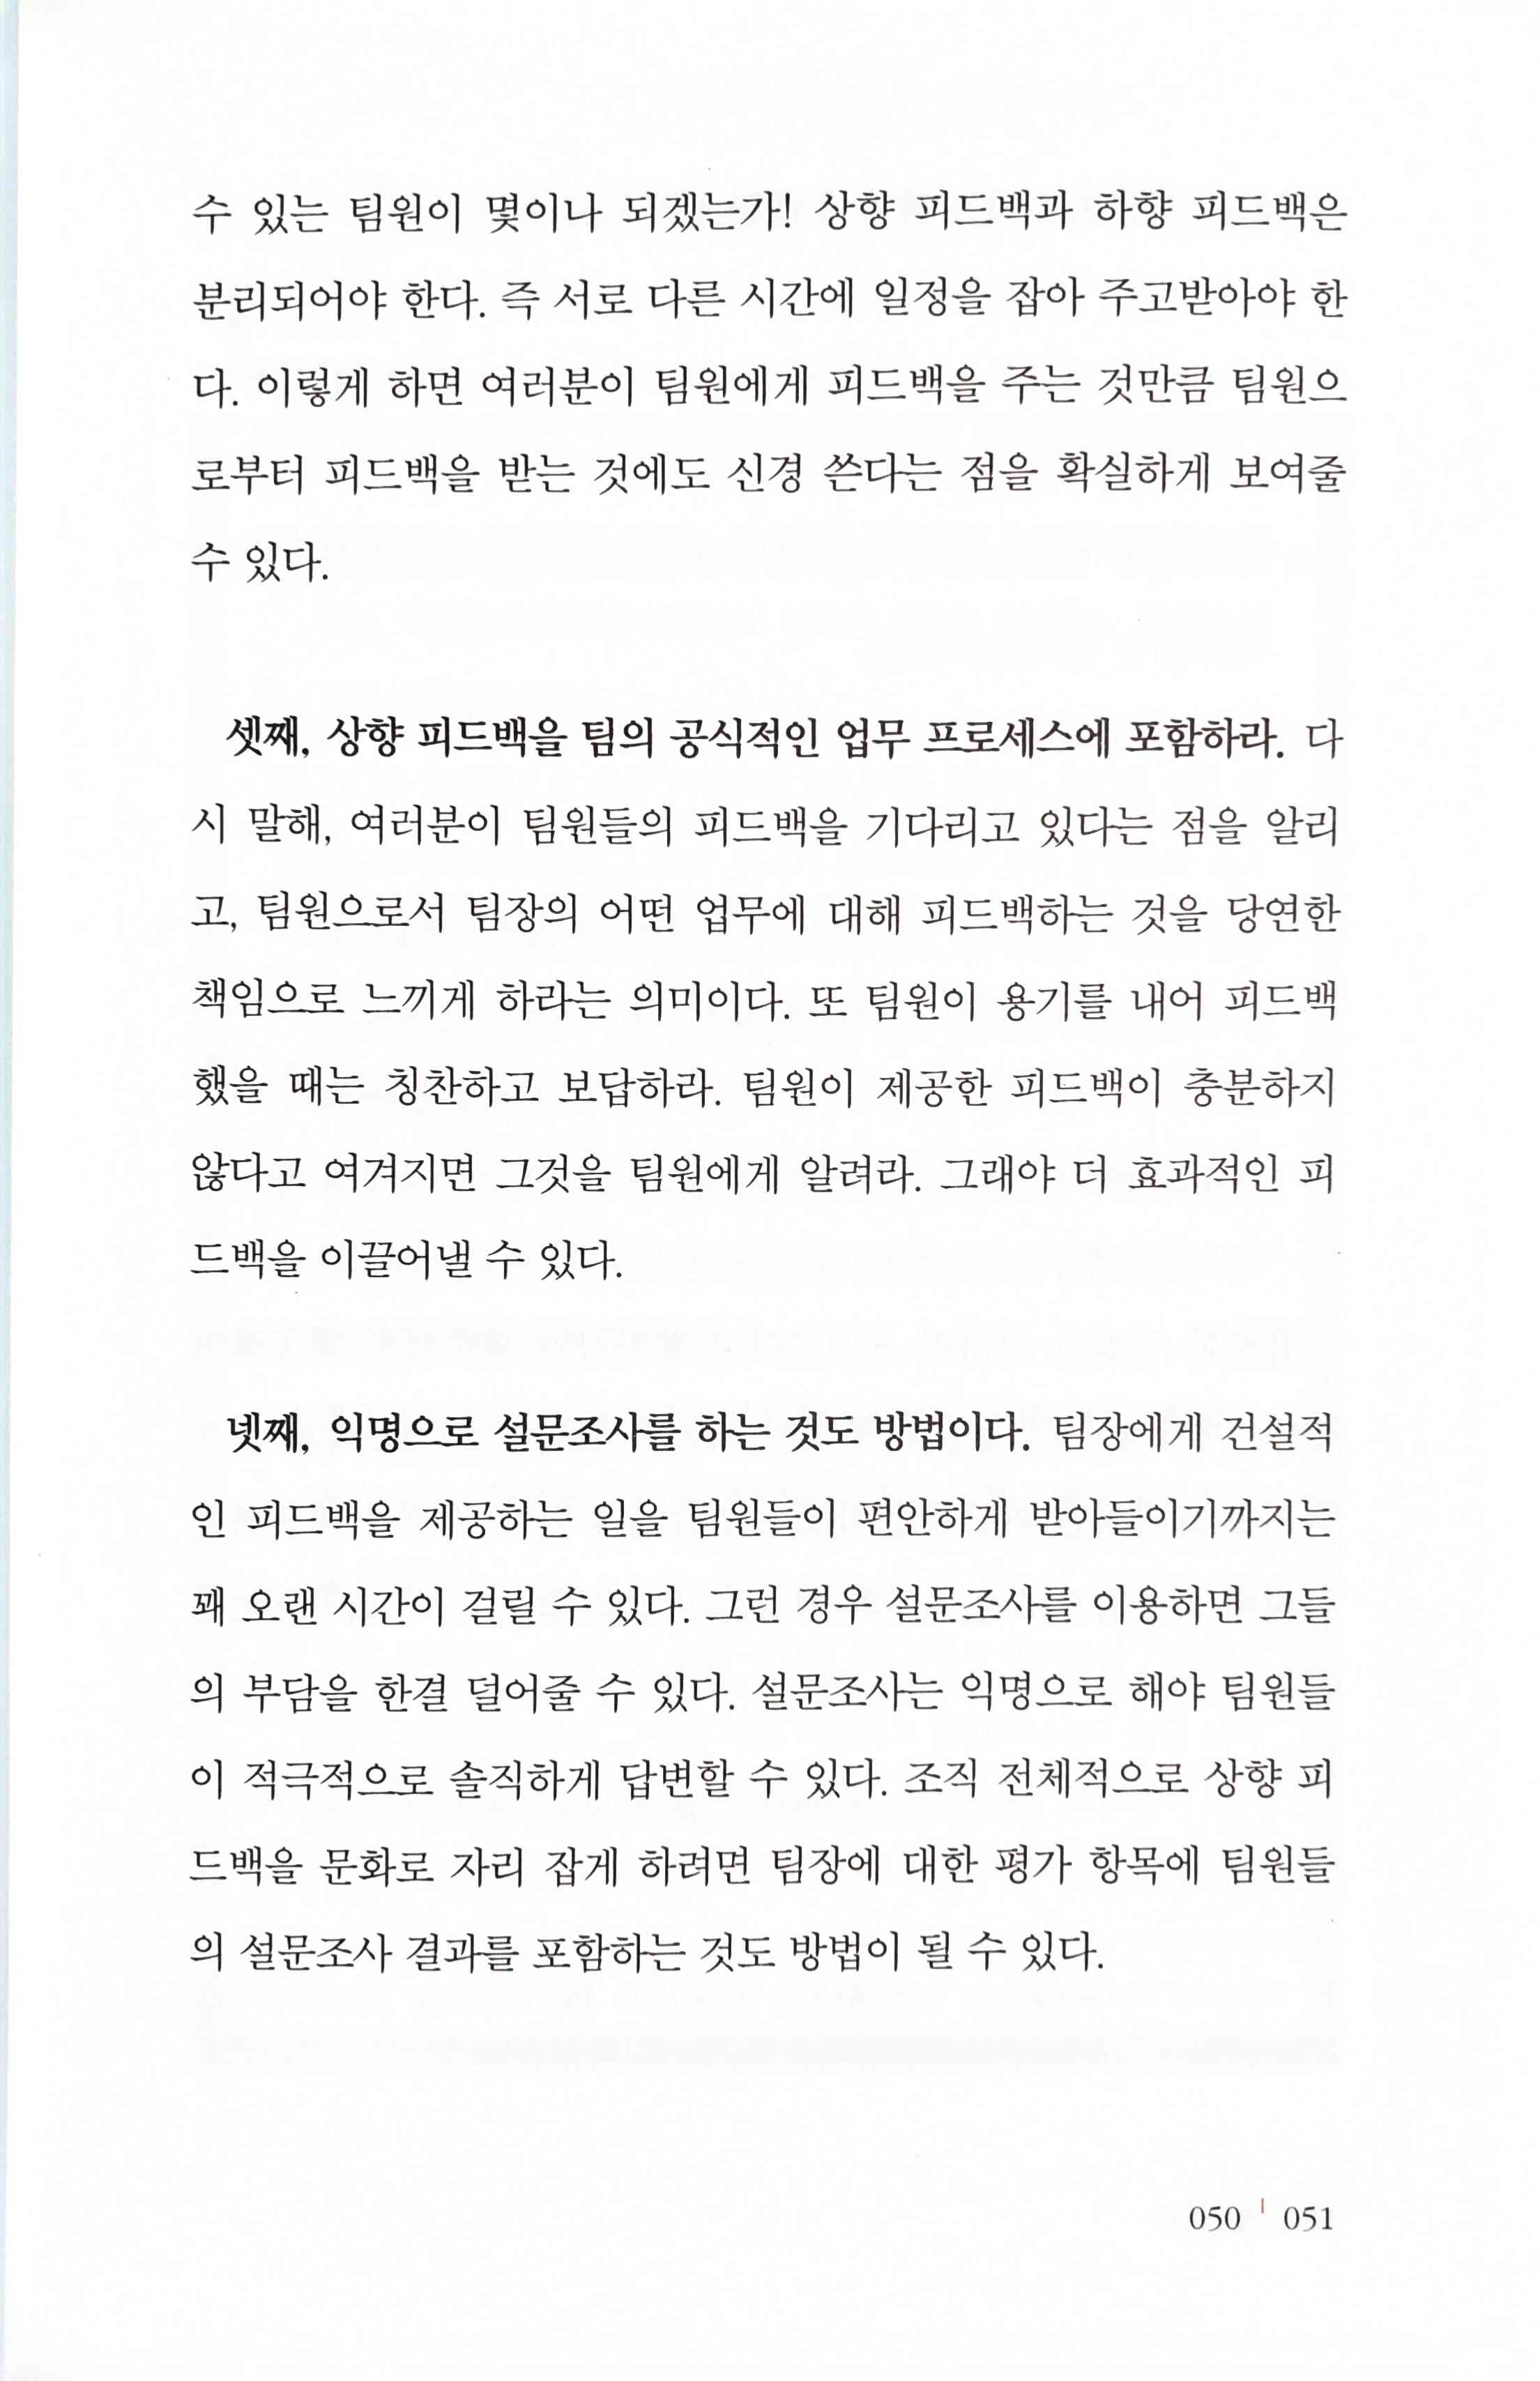 수 있는 팀원이 몇이나 되겠는가! 상향 피드백과 하향 피드백은
분리되어야 한다. 즉 서로 다른 시간에 일정을 잡아 주고받아야 한
다. 이렇게 하면 여러분이 팀원에게 피드백을 주는 것만큼 팀원으
로부터 피드백을 받는 것에도 신경 쓴다는 점을 확실하게 보여줄
수 있다.
셋째, 상향 피드백을 팀의 공식적인 업무 프로세스에 포함하라. 다
시 말해, 여러분이 팀원들의 피드백을 기다리고 있다는 점을 알리
고, 팀원으로서 팀장의 어떤 업무에 대해 피드백하는 것을 당연한
책임으로 느끼게 하라는 의미이다. 또 팀원이 용기를 내어 피드백
했을 때는 칭찬하고 보답하라. 팀원이 제공한 피드백이 충분하지
않다고 여겨지면 그것을 팀원에게 알려라. 그래야 더 효과적인 피
드백을 이끌어낼 수 있다.
넷째, 익명으로 설문조사를 하는 것도 방법이다. 팀장에게 건설적
인 피드백을 제공하는 일을 팀원들이 편안하게 받아들이기까지는
꽤 오랜 시간이 걸릴 수 있다. 그런 경우 설문조사를 이용하면 그들
의 부담을 한결 덜어줄 수 있다. 설문조사는 익명으로 해야 팀원들
이 적극적으로 솔직하게 답변할 수 있다. 조직 전체적으로 상향 피
드백을 문화로 자리 잡게 하려면 팀장에 대한 평가 항목에 팀원들
의 설문조사 결과를 포함하는 것도 방법이 될 수 있다.
050 | 051